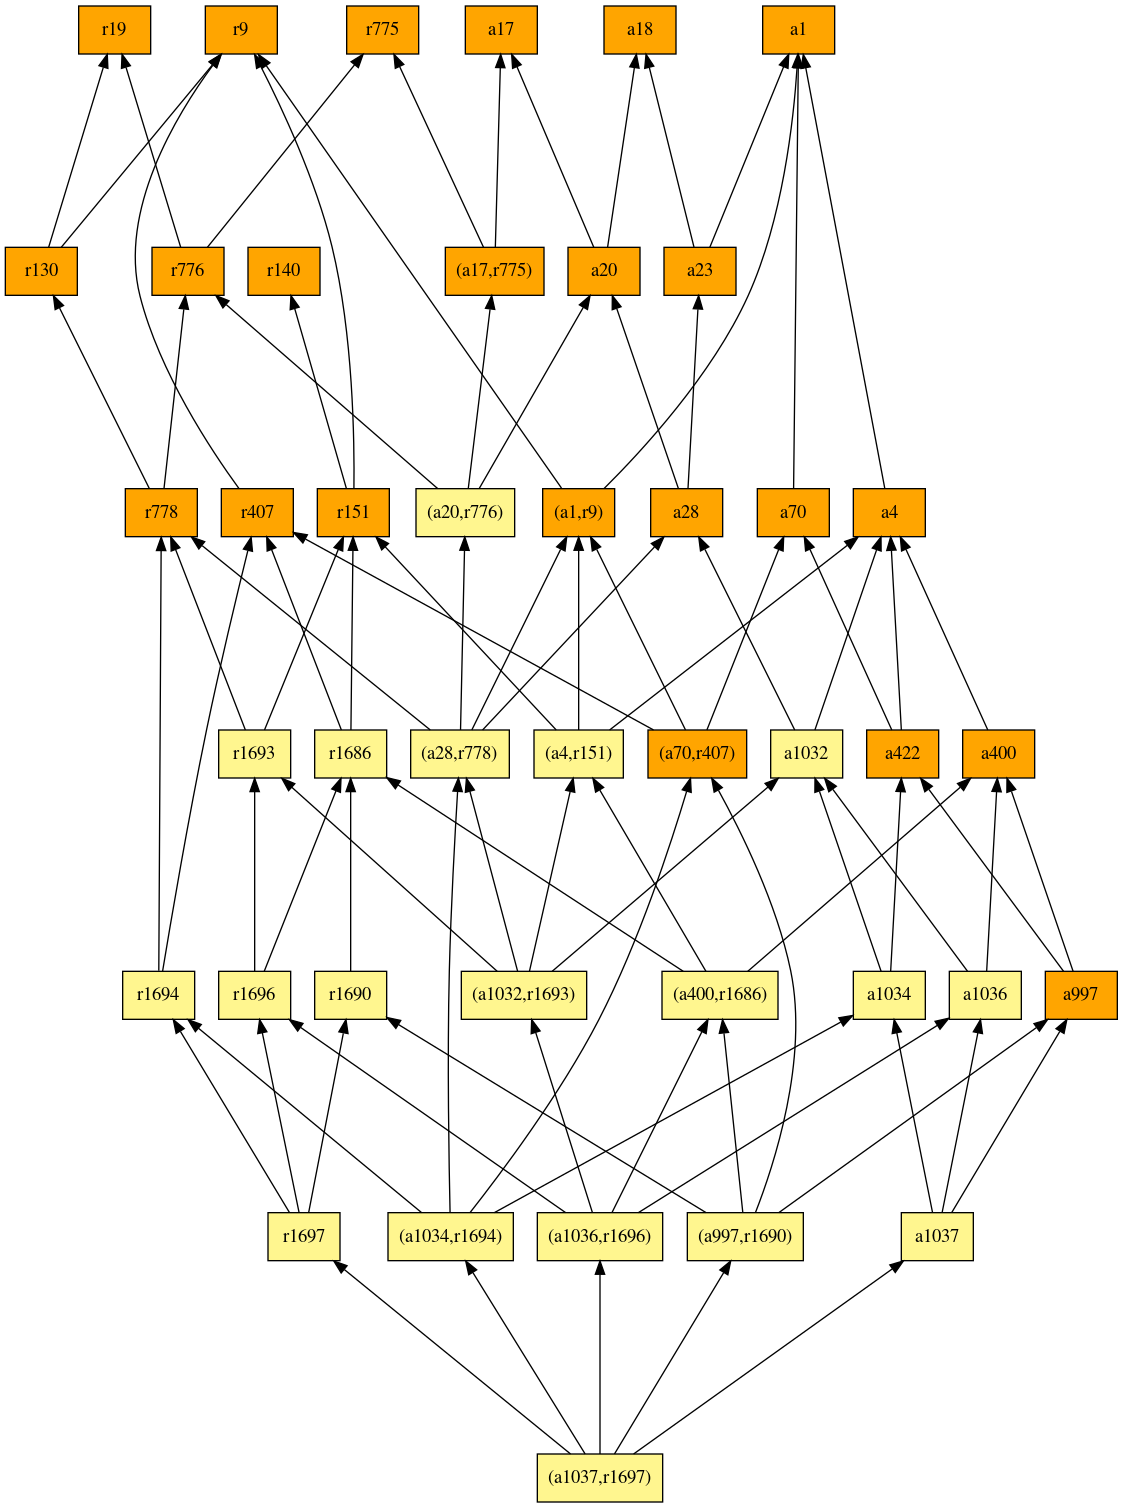 r19
r9
r775
a17
a18
a1
r130
r776
r140
(a17,r775)
a20
a23
r778
r407
r151
(a20,r776)
(a1,r9)
a28
a70
a4
r1693
r1686
(a28,r778)
(a4,r151)
(a70,r407)
a1032
a422
a400
r1694
r1696
r1690
(a1032,r1693)
(a400,r1686)
a1034
a1036
a997
r1697
(a1034,r1694)
(a1036,r1696)
(a997,r1690)
a1037
(a1037,r1697)